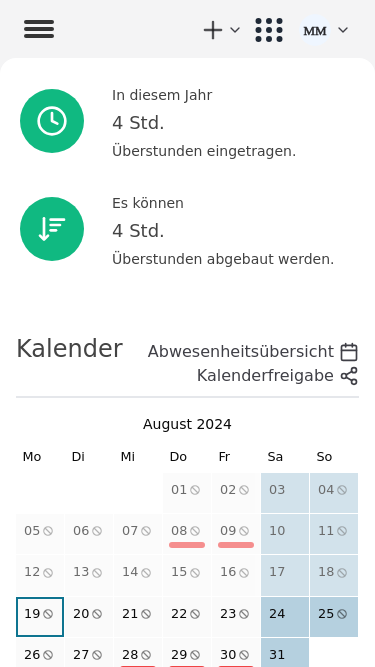 MM
In diesem Jahr
4 Std.
Überstunden eingetragen.
Es können
4 Std.
Überstunden abgebaut werden.
Kalender
Abwesenheitsübersicht
Kalenderfreigabe
August 2024
Mo Di Mi Do Fr Sa So
01 02 03 04
05 06 07 08 09 10 11
12 13 14 15 16 17 18
19 20 21 22 23 24 25
26 27 28 29 30 31